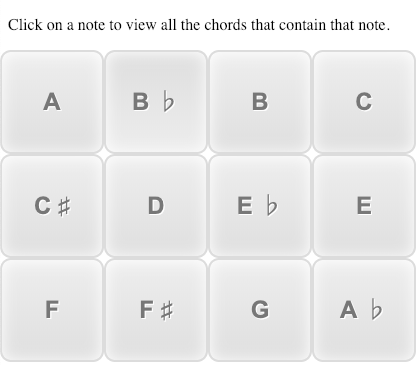 Click on a note to view all the chords that contain that note.
A B ♭ B C
C ♯ D E ♭ E
F F ♯ G A ♭